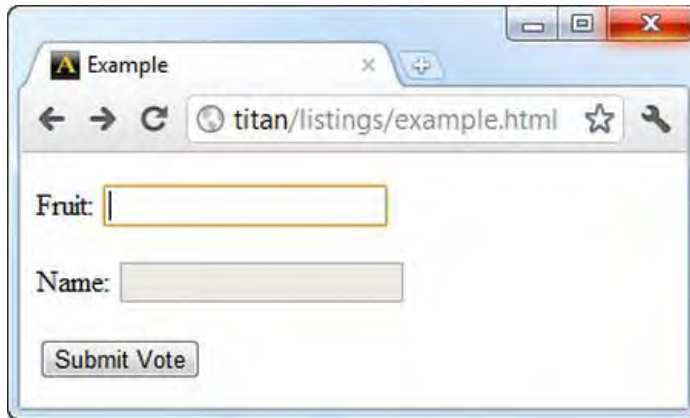 Example
titan/listings/example.html
Fruit:
Name:
Submit Vote